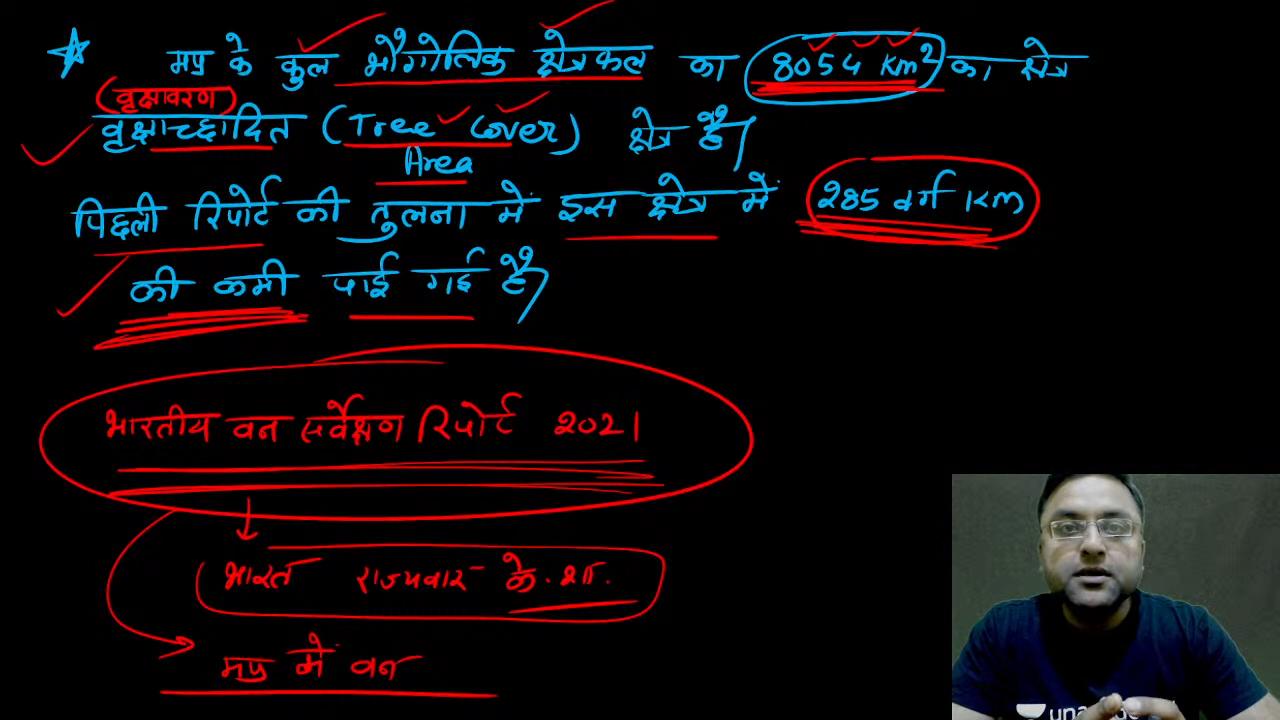 मप्र के कुल भौगोलिक क्षेत्रफल का 8054 Km² का क्षेत्र
(वृक्षावरण)
वृक्षाच्छादित (Tree Cover) क्षेत्र है।
Area
पिछली रिपोर्ट की तुलना में इस क्षेत्र में 285 वर्ग Km
की कमी पाई गई है।
भारतीय वन सर्वेक्षण रिपोर्ट 2021
भारत राज्यवार के. शा.
मप्र में वन